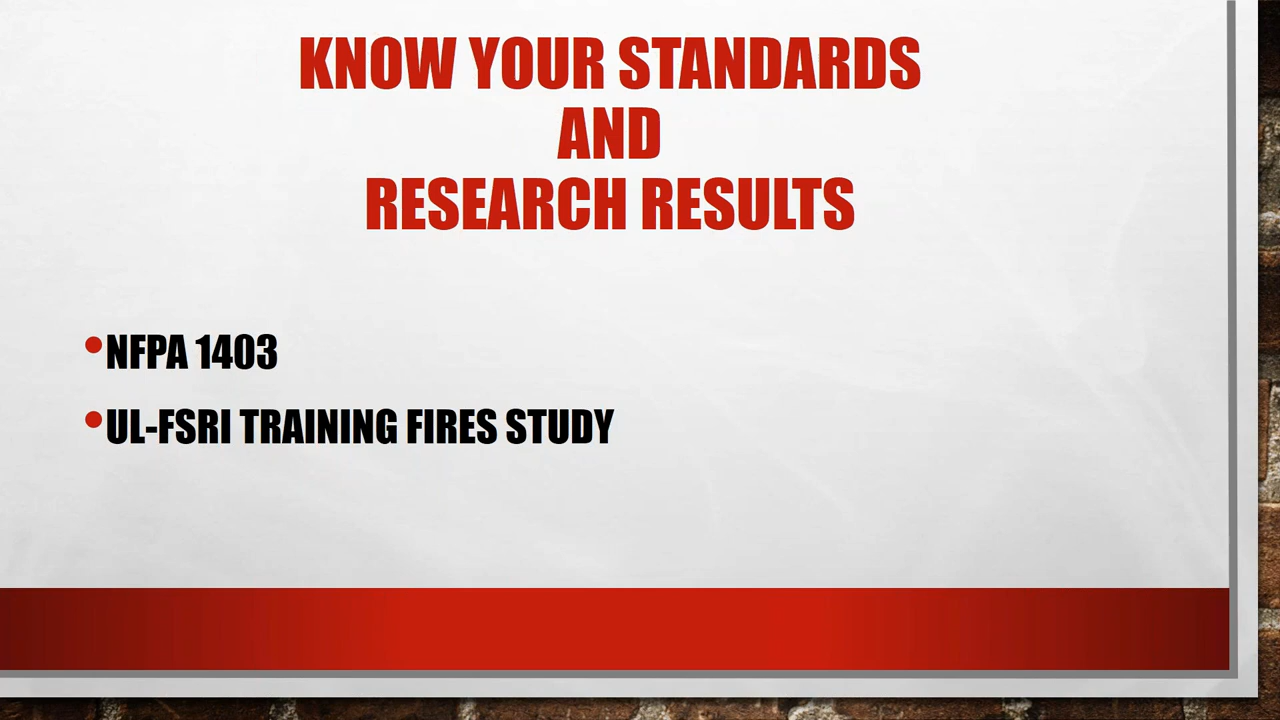 KNOW YOUR STANDARDS
AND
RESEARCH RESULTS
•NFPA 1403
•UL-FSRI TRAINING FIRES STUDY